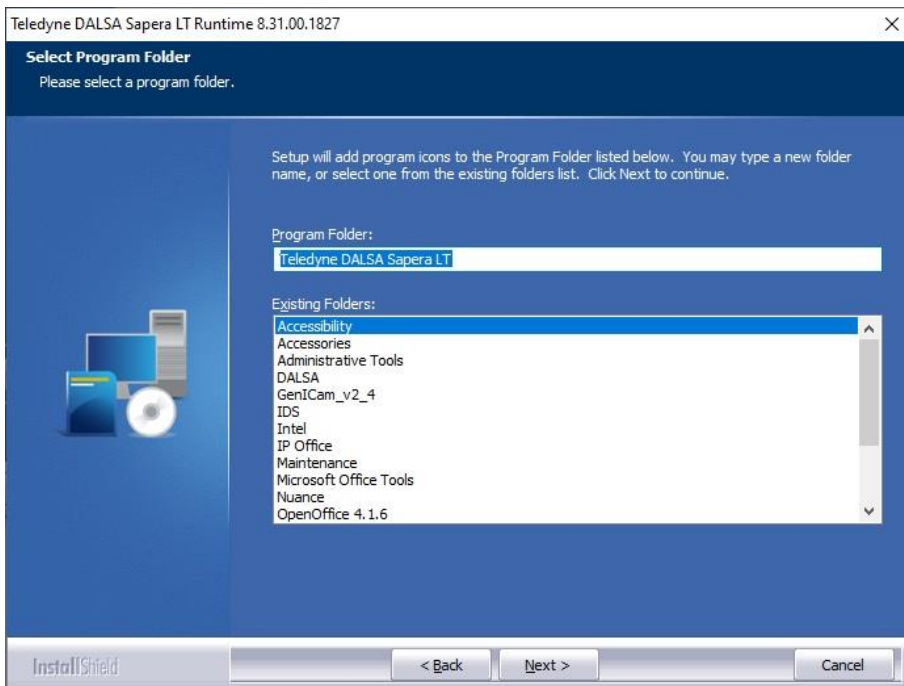 Teledyne DALSA Sapera LT Runtime 8.31.00.1827
Select Program Folder
Please select a program folder.
Setup will add program icons to the Program Folder listed below. You may type a new folder
name, or select one from the existing folders list. Click Next to continue.
Program Folder:
Teledyne DALSA Sapera LT
Existing Folders:
Accessibility
Accessories
Administrative Tools
DALSA
GenICam_v2_4
IDS
Intel
IP Office
Maintenance
Microsoft Office Tools
Nuance
OpenOffice 4.1.6
InstallShield
< Back
Next >
Cancel